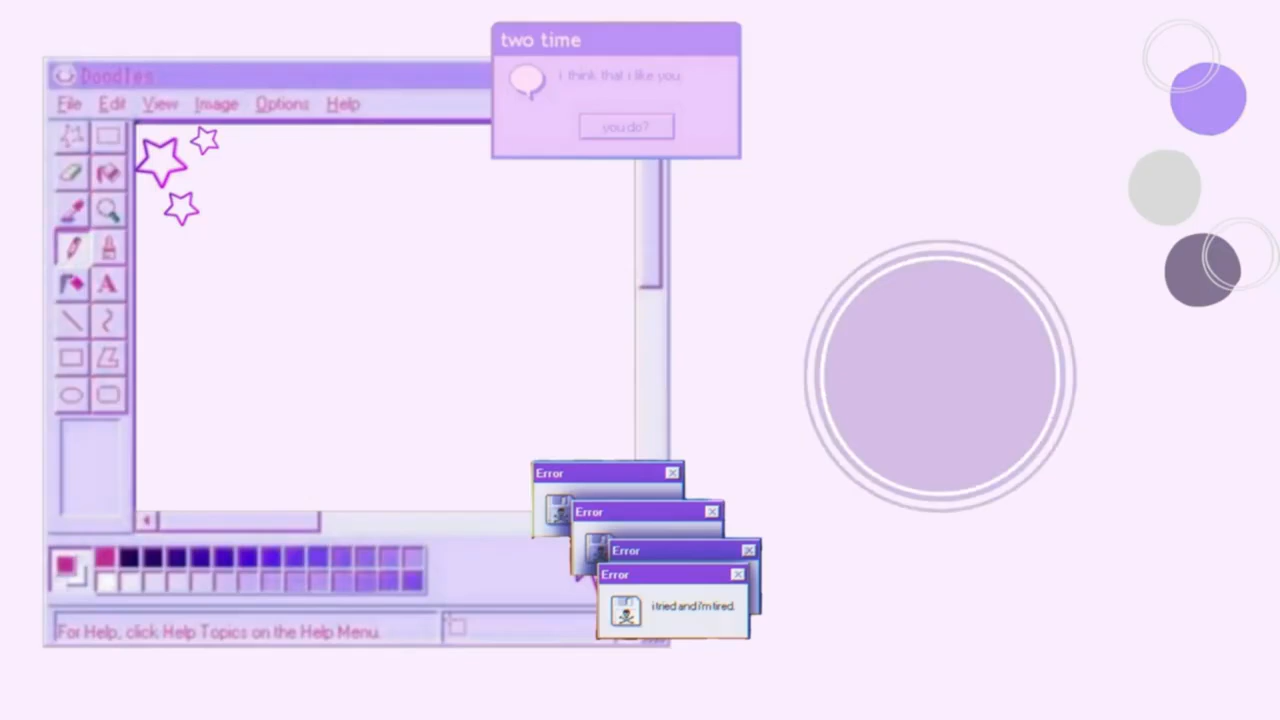 two time
i think that i like you.
you do?
Doodles
File Edit View Image Options Help
A
Error
Error
Error
Error
i tried and i'm tired.
For Help, click Help Topics on the Help Menu.